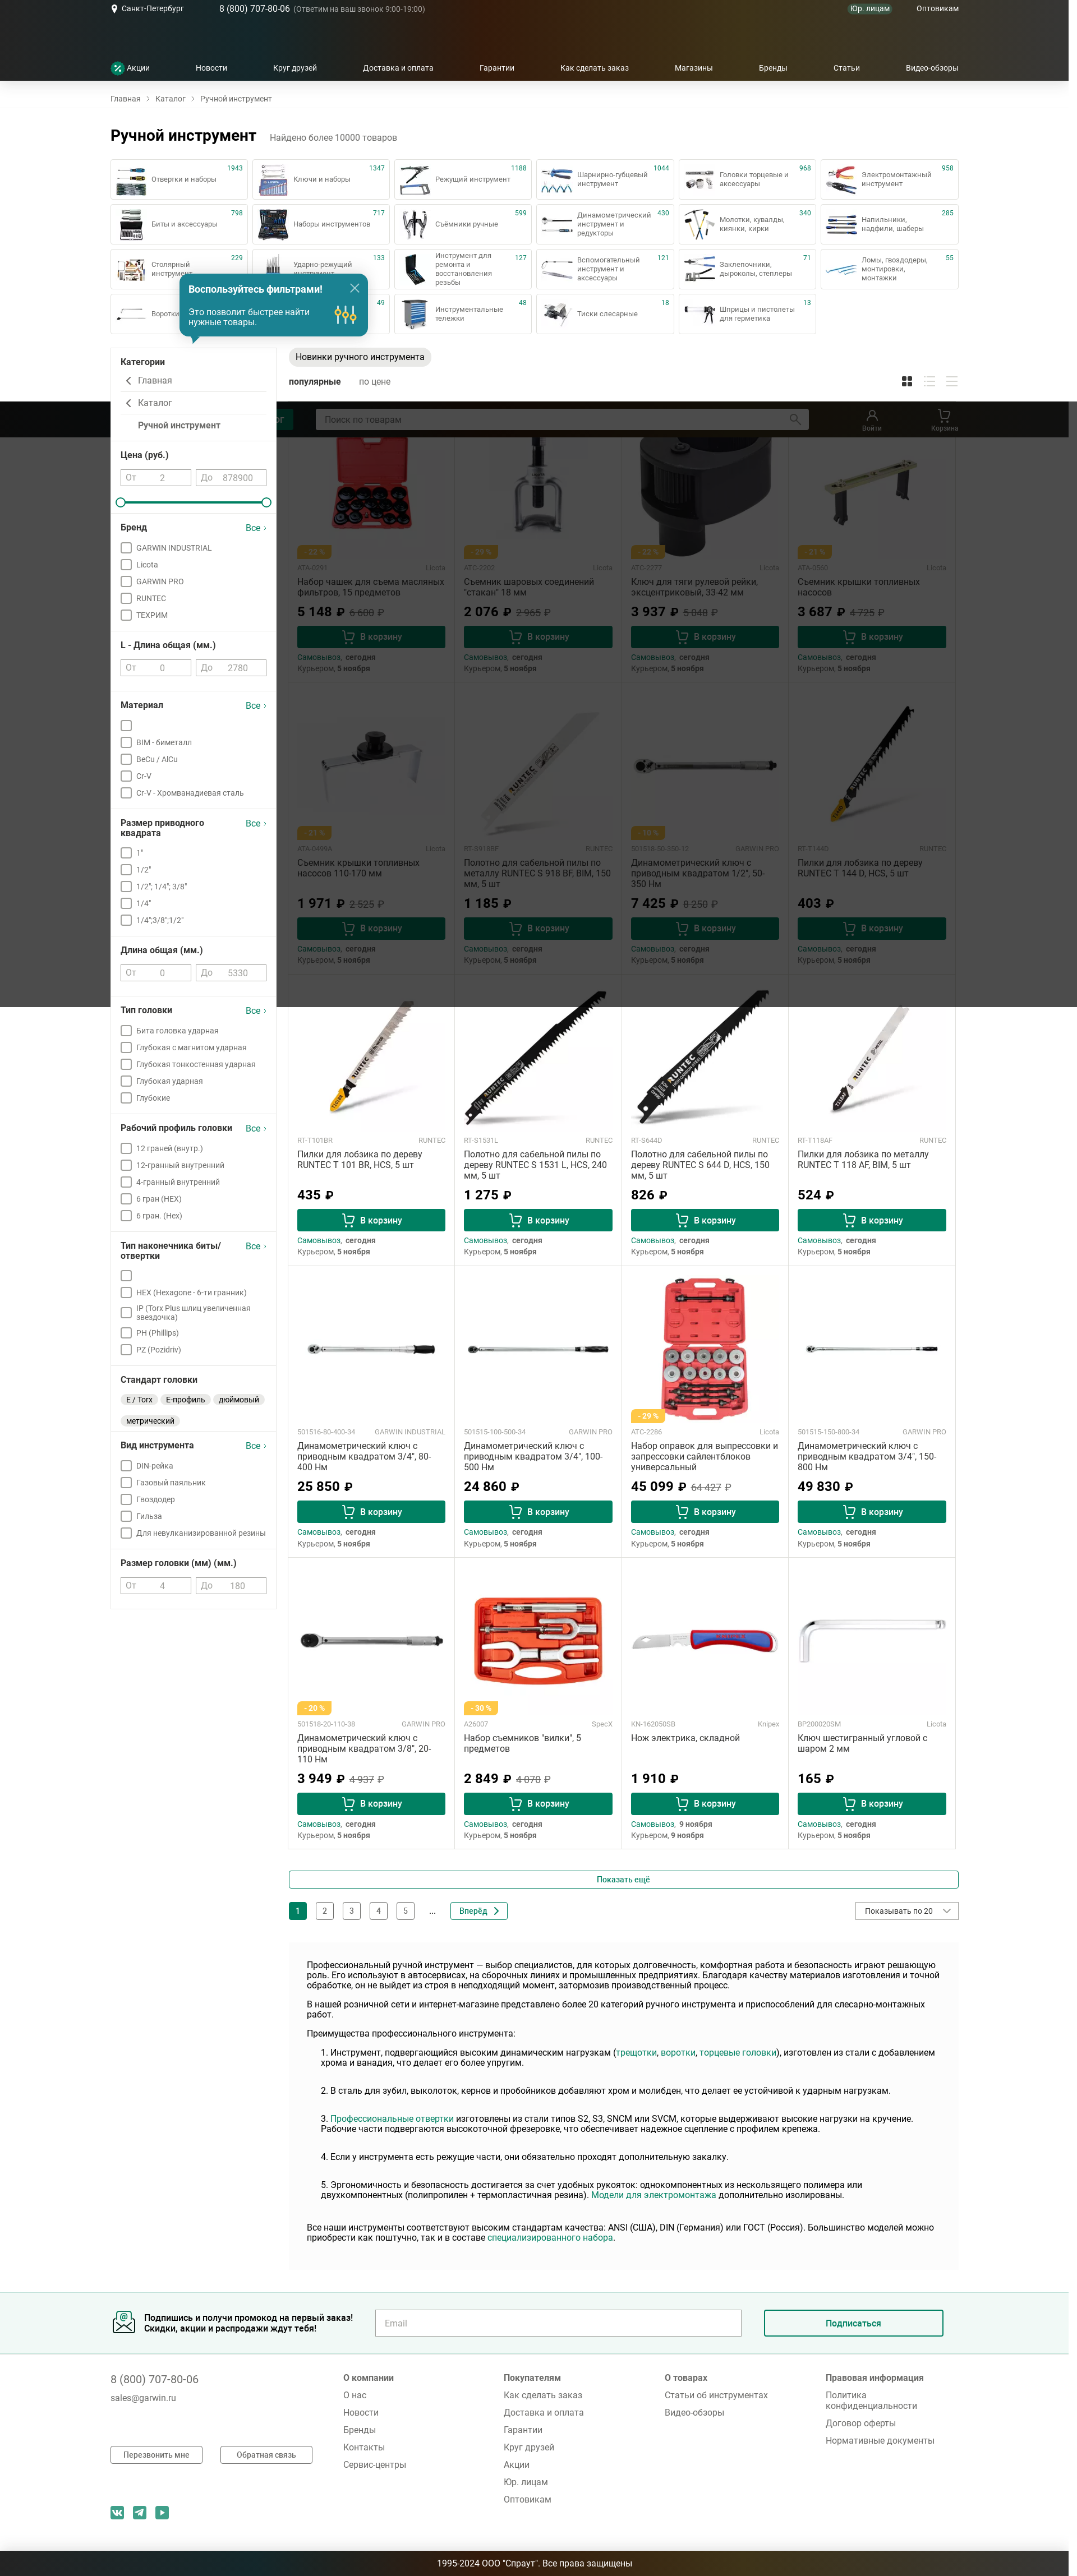 Санкт-Петербург
8 (800) 707-80-06 (Ответим на ваш звонок 9:00-19:00)
Юр. лицам
Оптовикам
Акции
Новости
Круг друзей
Доставка и оплата
Гарантии
Как сделать заказ
Магазины
Бренды
Статьи
Видео-обзоры
Главная > Каталог > Ручной инструмент
Ручной инструмент
Найдено более 10000 товаров
Отвертки и наборы 1943
Ключи и наборы 1347
Режущий инструмент 1188
Шарнирно-губцевый инструмент 1044
Головки торцевые и аксессуары 968
Электромонтажный инструмент 958
Биты и аксессуары 798
Наборы инструментов 717
Съёмники ручные 599
Динамометрический инструмент и редукторы 430
Молотки, кувалды, киянки, кирки 340
Напильники, надфили, шаберы 285
Столярный инструмент 229
Ударно-режущий инструмент 133
Инструмент для ремонта и восстановления резьбы 127
Вспомогательный инструмент и аксессуары 121
Заклепочники, дыроколы, степлеры 71
Ломы, гвоздодеры, монтировки, монтажки 55
Воротки
49
Инструментальные тележки 48
Тиски слесарные 18
Шприцы и пистолеты для герметика 13
Воспользуйтесь фильтрами!
Это позволит быстрее найти нужные товары.
Категории
Главная
Каталог
Ручной инструмент
Цена (руб.)
От 2
До 878900
Бренд
Все
GARWIN INDUSTRIAL
Licota
GARWIN PRO
RUNTEC
ТЕХРИМ
L - Длина общая (мм.)
От 0
До 2780
Материал
Все
BIM - биметалл
BeCu / AlCu
Cr-V
Cr-V - Хромванадиевая сталь
Размер приводного квадрата
Все
1"
1/2"
1/2"; 1/4"; 3/8"
1/4"
1/4";3/8";1/2"
Длина общая (мм.)
От 0
До 5330
Тип головки
Все
Бита головка ударная
Глубокая с магнитом ударная
Глубокая тонкостенная ударная
Глубокая ударная
Глубокие
Рабочий профиль головки
Все
12 граней (внутр.)
12-гранный внутренний
4-гранный внутренний
6 гран (HEX)
6 гран. (Hex)
Тип наконечника биты/отвертки
Все
HEX (Hexagone - 6-ти гранник)
IP (Torx Plus шлиц увеличенная звездочка)
PH (Phillips)
PZ (Pozidriv)
Стандарт головки
E / Torx
E-профиль
дюймовый
метрический
Вид инструмента
Все
DIN-рейка
Газовый паяльник
Гвоздодер
Гильза
Для невулканизированной резины
Размер головки (мм) (мм.)
От 4
До 180
Новинки ручного инструмента
популярные
по цене
Поиск по товарам
Войти
Корзина
- 22 %
ATA-0291 Licota
Набор чашек для съема масляных фильтров, 15 предметов
5 148 ₽ 6 600 ₽
В корзину
Самовывоз, сегодня
Курьером, 5 ноября
Licota
Съемник шаровых соединений "стакан" 18 мм
2 076 ₽ 2 965 ₽
В корзину
Самовывоз, сегодня
Курьером, 5 ноября
- 22 %
ATC-2277 Licota
Ключ для тяги рулевой рейки, эксцентриковый, 33-42 мм
3 937 ₽ 5 048 ₽
В корзину
Самовывоз, сегодня
Курьером, 5 ноября
Licota
Съемник крышки топливных насосов
3 687 ₽ 4 725 ₽
В корзину
Самовывоз, сегодня
Курьером, 5 ноября
Licota
Съемник крышки топливных насосов 110-170 мм
1 971 ₽ 2 525 ₽
В корзину
Самовывоз, сегодня
Курьером, 5 ноября
RT-S918BF RUNTEC
Полотно для сабельной пилы по металлу RUNTEC S 918 BF, BIM, 150 мм, 5 шт
1 185 ₽
В корзину
Самовывоз, сегодня
Курьером, 5 ноября
- 10 %
GARWIN PRO
Динамометрический ключ с приводным квадратом 1/2", 50-350 Нм
7 425 ₽ 8 250 ₽
В корзину
Самовывоз, сегодня
Курьером, 5 ноября
RT-T144D RUNTEC
Пилки для лобзика по дереву RUNTEC T 144 D, HCS, 5 шт
403 ₽
В корзину
Самовывоз, сегодня
Курьером, 5 ноября
RT-T101BR RUNTEC
Пилки для лобзика по дереву RUNTEC T 101 BR, HCS, 5 шт
435 ₽
В корзину
Самовывоз, сегодня
Курьером, 5 ноября
RT-S1531L RUNTEC
Полотно для сабельной пилы по дереву RUNTEC S 1531 L, HCS, 240 мм, 5 шт
1 275 ₽
В корзину
Самовывоз, сегодня
Курьером, 5 ноября
RT-S644D RUNTEC
Полотно для сабельной пилы по дереву RUNTEC S 644 D, HCS, 150 мм, 5 шт
826 ₽
В корзину
Самовывоз, сегодня
Курьером, 5 ноября
RT-T118AF RUNTEC
Пилки для лобзика по металлу RUNTEC T 118 AF, BIM, 5 шт
524 ₽
В корзину
Самовывоз, сегодня
Курьером, 5 ноября
501516-80-400-34 GARWIN INDUSTRIAL
Динамометрический ключ с приводным квадратом 3/4", 80-400 Нм
25 850 ₽
В корзину
Самовывоз, сегодня
Курьером, 5 ноября
501515-100-500-34 GARWIN PRO
Динамометрический ключ с приводным квадратом 3/4", 100-500 Нм
24 860 ₽
В корзину
Самовывоз, сегодня
Курьером, 5 ноября
- 29 %
ATC-2286 Licota
Набор оправок для выпрессовки и запрессовки сайлентблоков универсальный
45 099 ₽ 64 427 ₽
В корзину
Самовывоз, сегодня
Курьером, 5 ноября
501515-150-800-34 GARWIN PRO
Динамометрический ключ с приводным квадратом 3/4", 150-800 Нм
49 830 ₽
В корзину
Самовывоз, сегодня
Курьером, 5 ноября
- 20 %
501518-20-110-38 GARWIN PRO
Динамометрический ключ с приводным квадратом 3/8", 20-110 Нм
3 949 ₽ 4 937 ₽
В корзину
Самовывоз, сегодня
Курьером, 5 ноября
- 30 %
A26007 SpecX
Набор съемников "вилки", 5 предметов
2 849 ₽ 4 070 ₽
В корзину
Самовывоз, сегодня
Курьером, 5 ноября
KN-162050SB Knipex
Нож электрика, складной
1 910 ₽
В корзину
Самовывоз, 9 ноября
Курьером, 9 ноября
BP200020SM Licota
Ключ шестигранный угловой с шаром 2 мм
165 ₽
В корзину
Самовывоз, сегодня
Курьером, 5 ноября
Показать ещё
1 2 3 4 5 ... Вперёд
Показывать по 20
Профессиональный ручной инструмент — выбор специалистов, для которых долговечность, комфортная работа и безопасность играют решающую роль. Его используют в автосервисах, на сборочных линиях и промышленных предприятиях. Благодаря качеству материалов изготовления и точной обработке, он не выйдет из строя в неподходящий момент, затормозив производственный процесс.
В нашей розничной сети и интернет-магазине представлено более 20 категорий ручного инструмента и приспособлений для слесарно-монтажных работ.
Преимущества профессионального инструмента:
1. Инструмент, подвергающийся высоким динамическим нагрузкам (трещотки, воротки, торцевые головки), изготовлен из стали с добавлением хрома и ванадия, что делает его более упругим.
2. В сталь для зубил, выколоток, кернов и пробойников добавляют хром и молибден, что делает ее устойчивой к ударным нагрузкам.
3. Профессиональные отвертки изготовлены из стали типов S2, S3, SNCM или SVCM, которые выдерживают высокие нагрузки на кручение. Рабочие части подвергаются высокоточной фрезеровке, что обеспечивает надежное сцепление с профилем крепежа.
4. Если у инструмента есть режущие части, они обязательно проходят дополнительную закалку.
5. Эргономичность и безопасность достигается за счет удобных рукояток: однокомпонентных из нескользящего полимера или двухкомпонентных (полипропилен + термопластичная резина). Модели для электромонтажа дополнительно изолированы.
Все наши инструменты соответствуют высоким стандартам качества: ANSI (США), DIN (Германия) или ГОСТ (Россия). Большинство моделей можно приобрести как поштучно, так и в составе специализированного набора.
Подпишись и получи промокод на первый заказ!
Скидки, акции и распродажи ждут тебя!
Email
Подписаться
8 (800) 707-80-06
sales@garwin.ru
Перезвонить мне
Обратная связь
О компании
О нас
Новости
Бренды
Контакты
Сервис-центры
Покупателям
Как сделать заказ
Доставка и оплата
Гарантии
Круг друзей
Акции
Юр. лицам
Оптовикам
О товарах
Статьи об инструментах
Видео-обзоры
Правовая информация
Политика конфиденциальности
Договор оферты
Нормативные документы
1995-2024 ООО "Спраут". Все права защищены